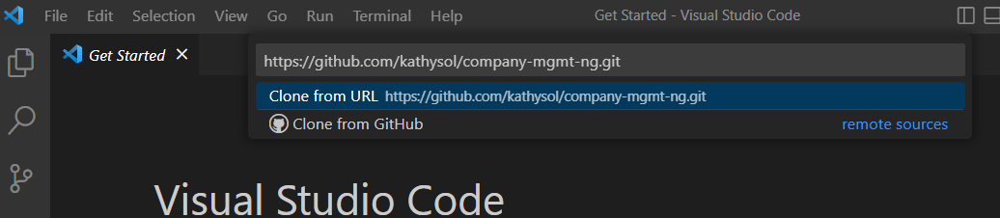 File Edit Selection View Go Run Terminal Help Get Started - Visual Studio Code
Get Started
https://github.com/kathysol/company-mgmt-ng.git
Clone from URL https://github.com/kathysol/company-mgmt-ng.git
Clone from GitHub remote sources
Visual Studio Code